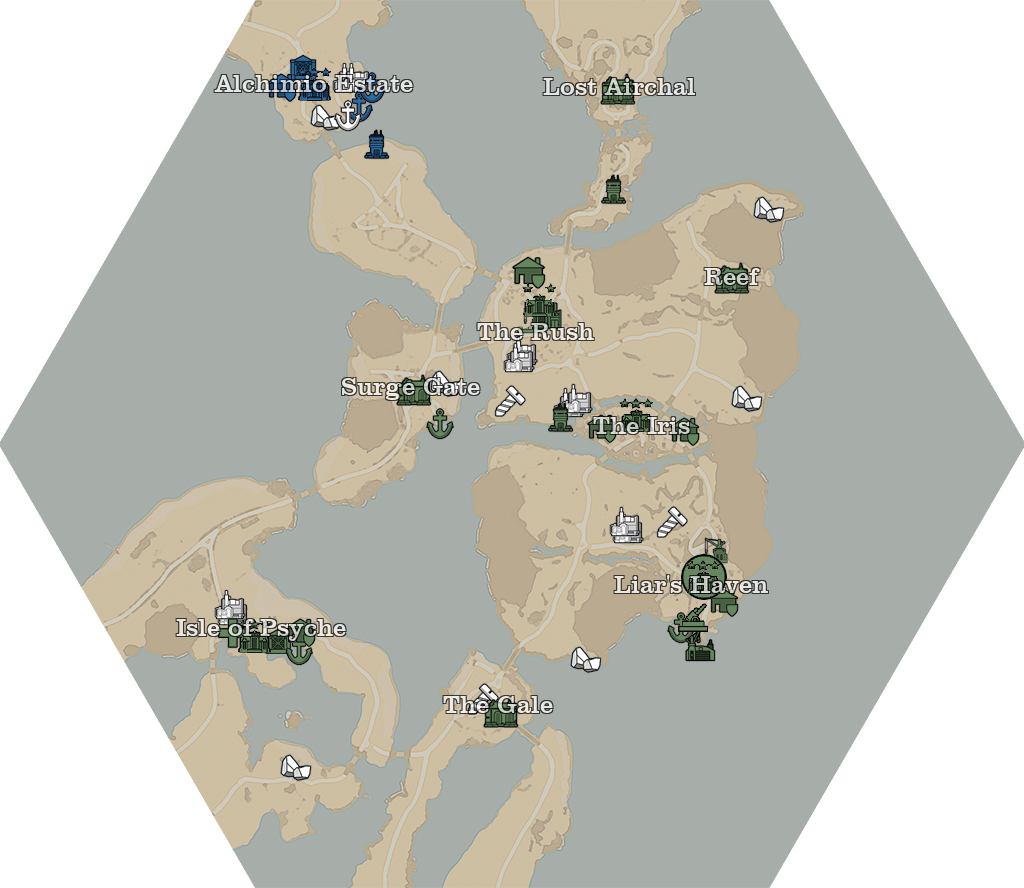 Alchimio Estate
Lost Airchal
Reef
The Rush
Surge Gate
The Iris
Liar's Haven
Isle of Psyche
The Gale